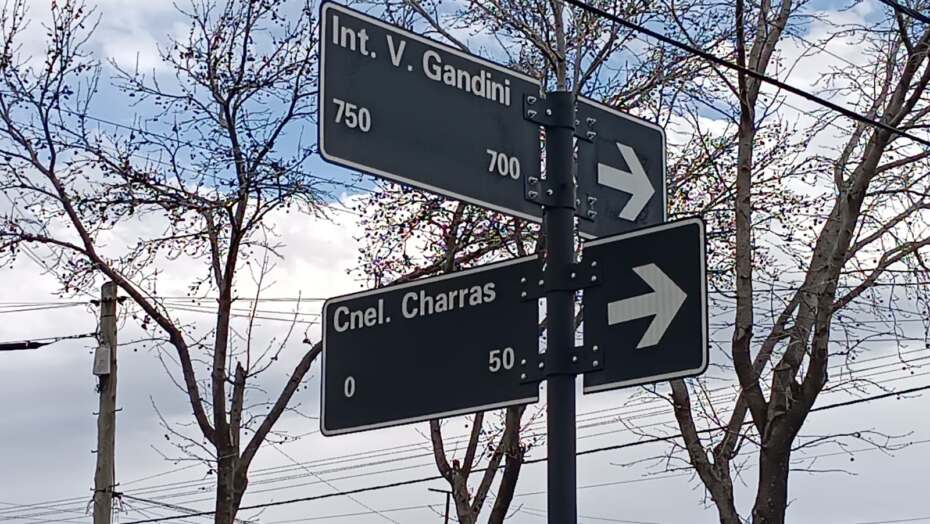 Int. V. Gandini
750
700
Cnel. Charras
0
50